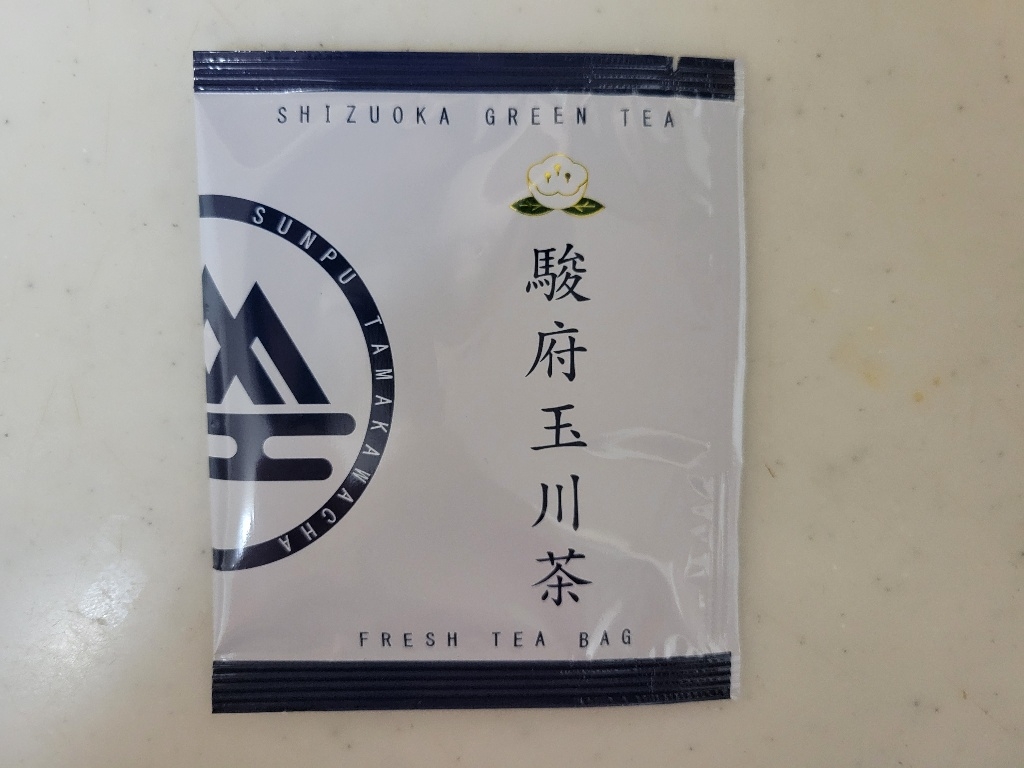 SHIZUOKA GREEN TEA
SUNPU TAMAKAWACHA
駿府玉川茶
FRESH TEA BAG